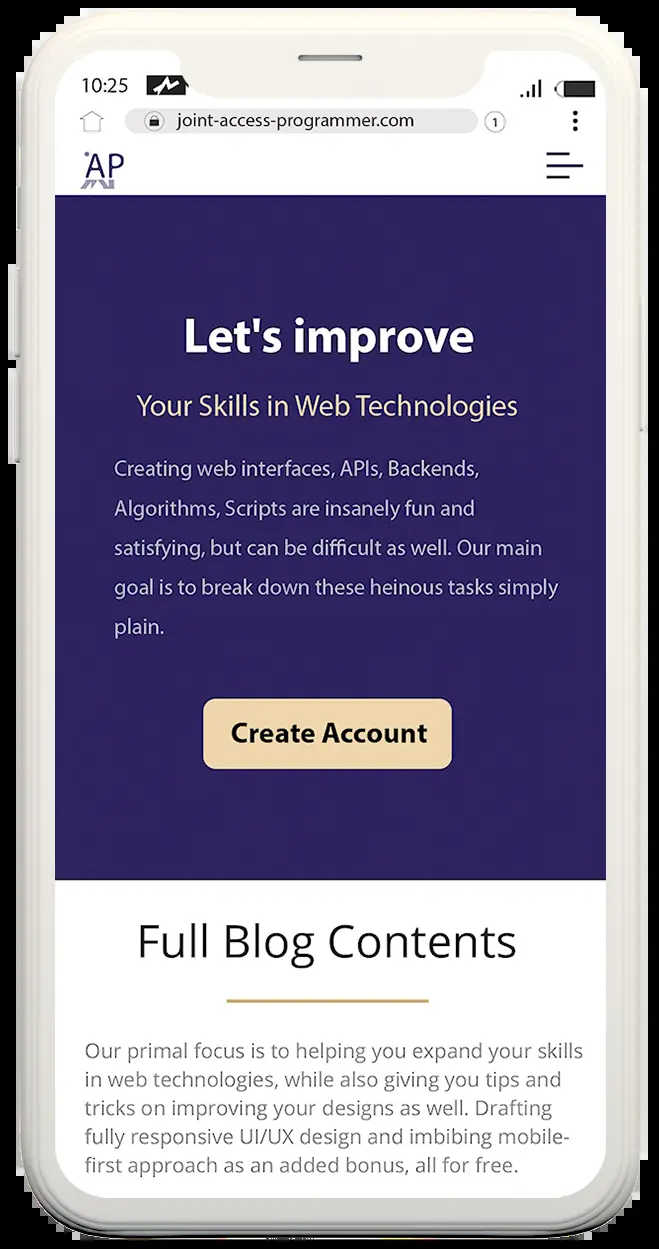 10:25
joint-access-programmer.com
1
AP
Let's improve
Your Skills in Web Technologies
Creating web interfaces, APIs, Backends,
Algorithms, Scripts are insanely fun and
satisfying, but can be difficult as well. Our main
goal is to break down these heinous tasks simply
plain.
Create Account
Full Blog Contents
Our primal focus is to helping you expand your skills
in web technologies, while also giving you tips and
tricks on improving your designs as well. Drafting
fully responsive UI/UX design and imbibing mobile-
first approach as an added bonus, all for free.